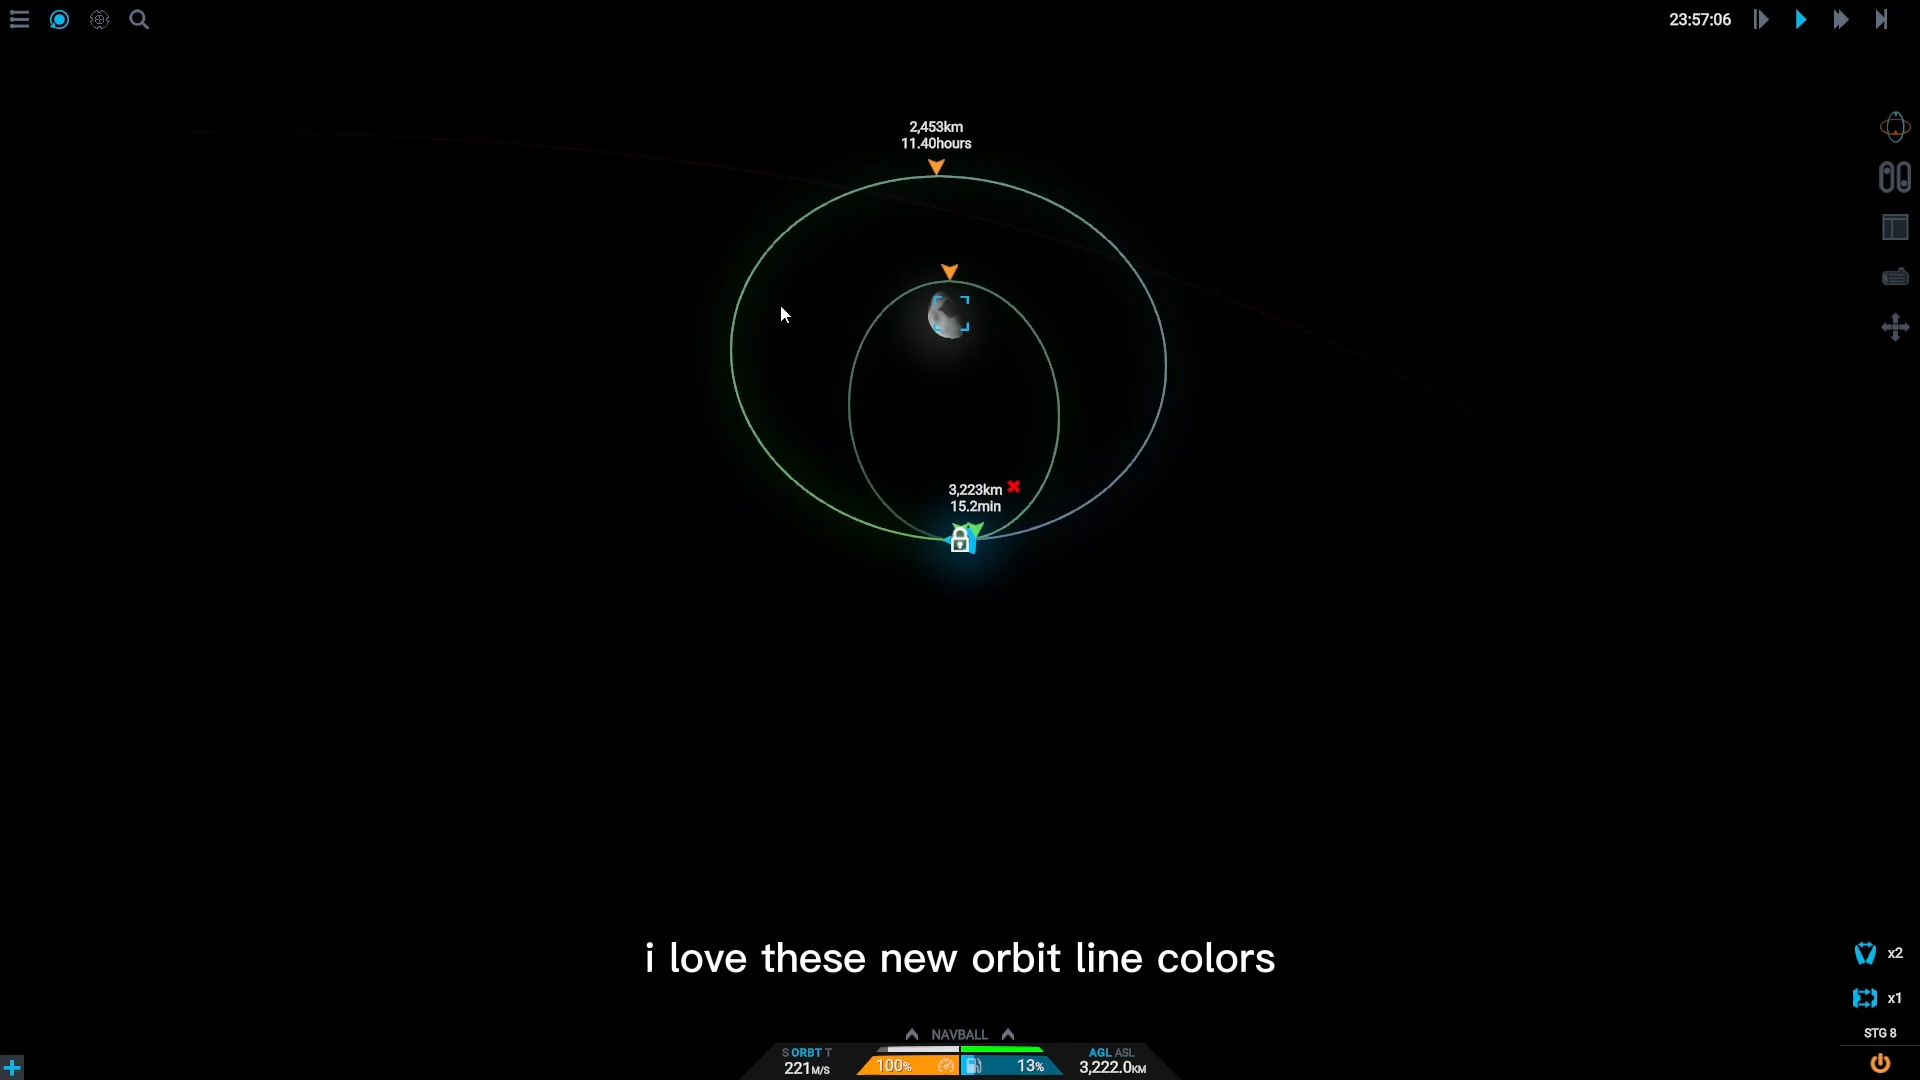 23:57:06
2,453km
11.40hours
3,223km
15.2min
i love these new orbit line colors
x2
x1
STG 8
NAVBALL
S ORBT T
221M/S
100%
13%
AGL ASL
3,222.0KM